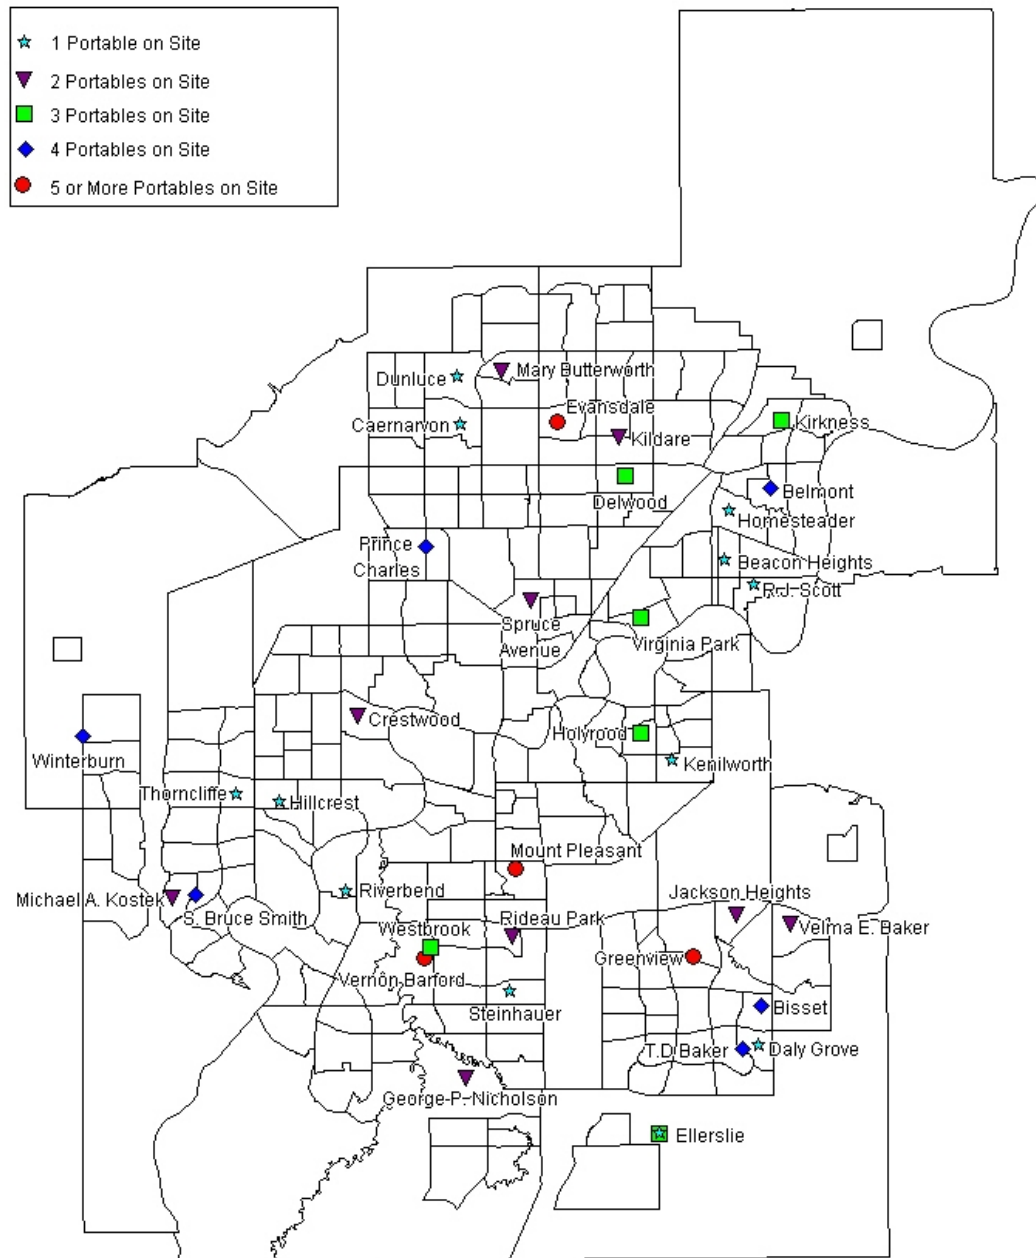 1 Portable on Site
2 Portables on Site
3 Portables on Site
4 Portables on Site
5 or More Portables on Site
Dunluce
Mary Butterworth
Evansdale
Caernarvon
Kirkness
Kildare
Delwood
Belmont
Homesteader
Prince
Charles
Beacon Heights
R.J. Scott
Spruce
Avenue
Virginia Park
Crestwood
Holyrood
Winterburn
Kenilworth
Thorncliffe
Hillcrest
Mount Pleasant
Riverbend
Jackson Heights
Michael A. Kostek
S. Bruce Smith
Rideau Park
Westbrook
Velma E. Baker
Greenview
Vernon Barford
Steinhauer
Bisset
T.D Baker
Daly Grove
George P. Nicholson
Ellerslie